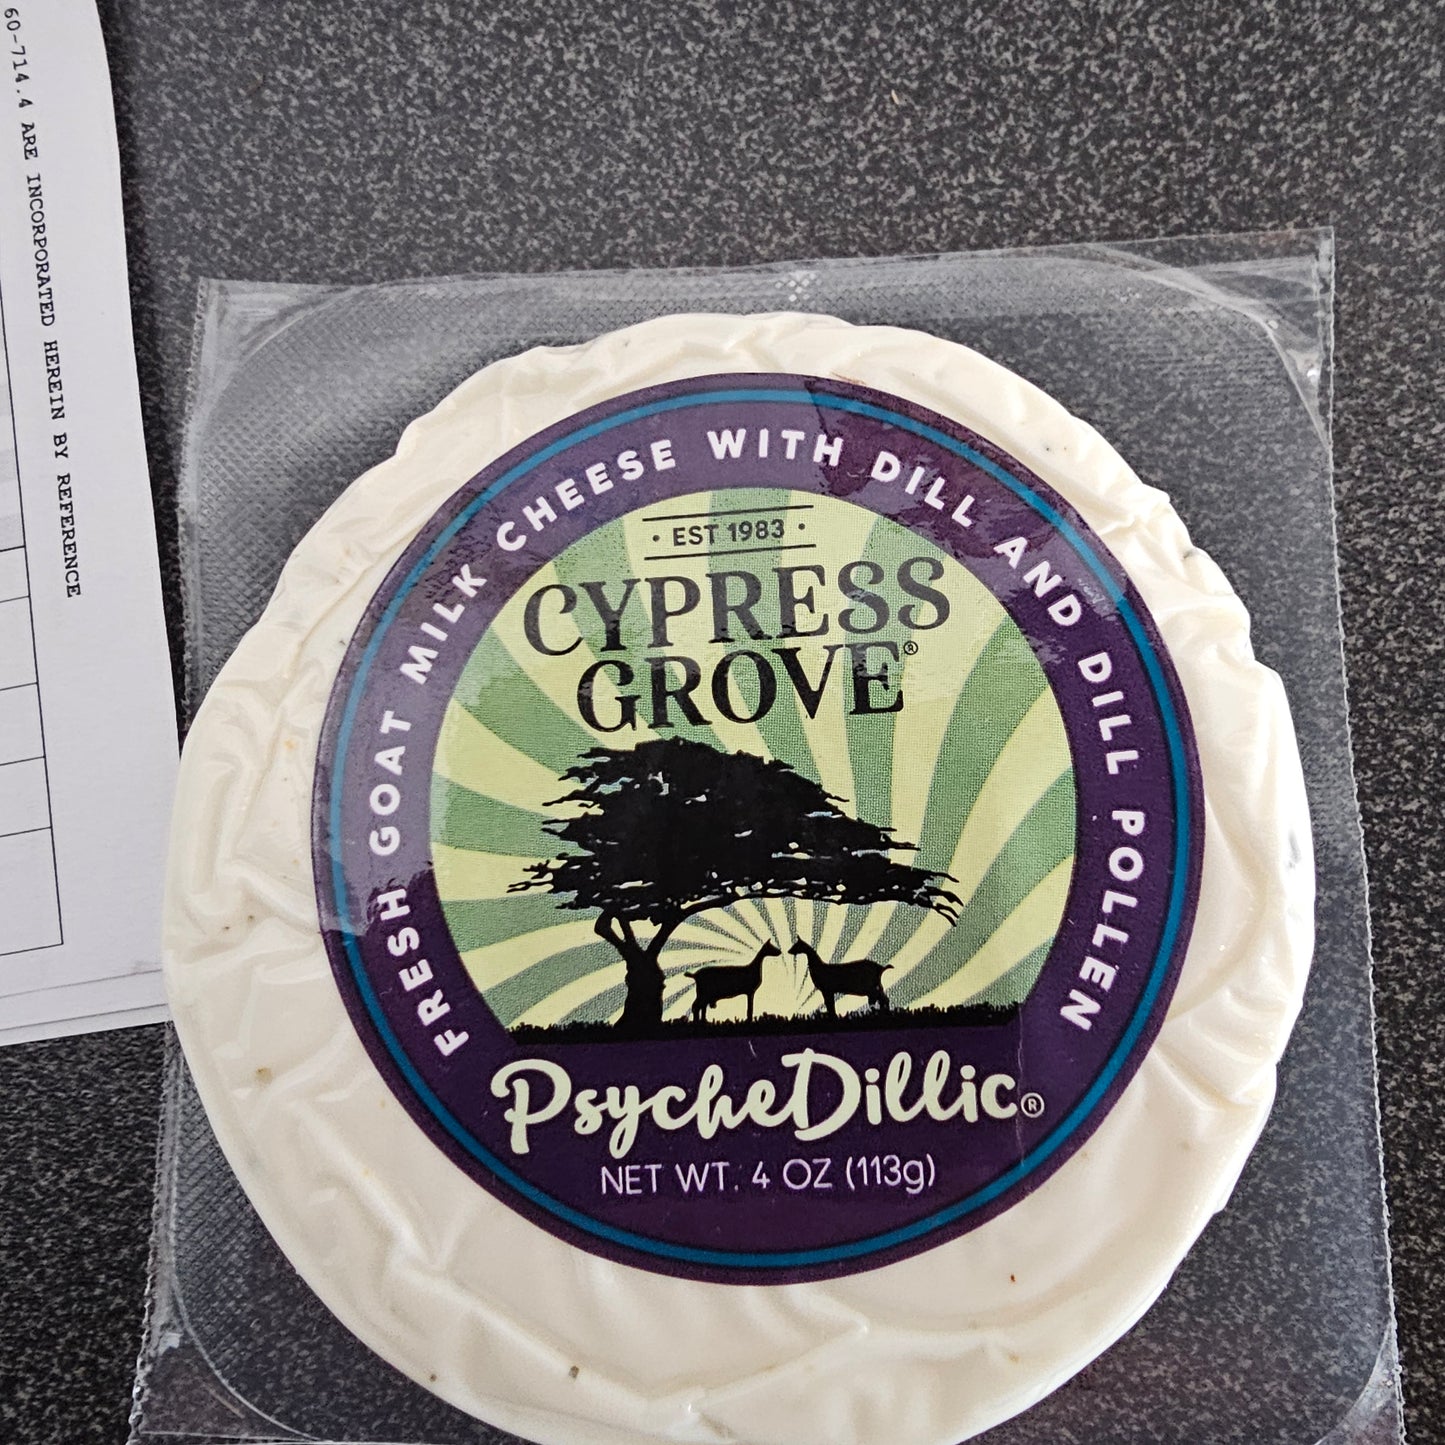 60-714.4 ARE INCORPORATED HEREIN BY REFERENCE
FRESH GOAT MILK CHEESE WITH DILL AND DILL POLLEN
· EST 1983 ·
CYPRESS
GROVE®
PsycheDillic®
NET WT. 4 OZ (113g)